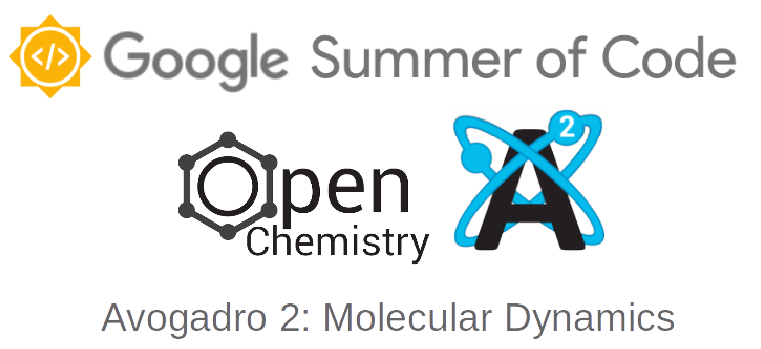 </> Google Summer of Code
Open
Chemistry
A 2
Avogadro 2: Molecular Dynamics